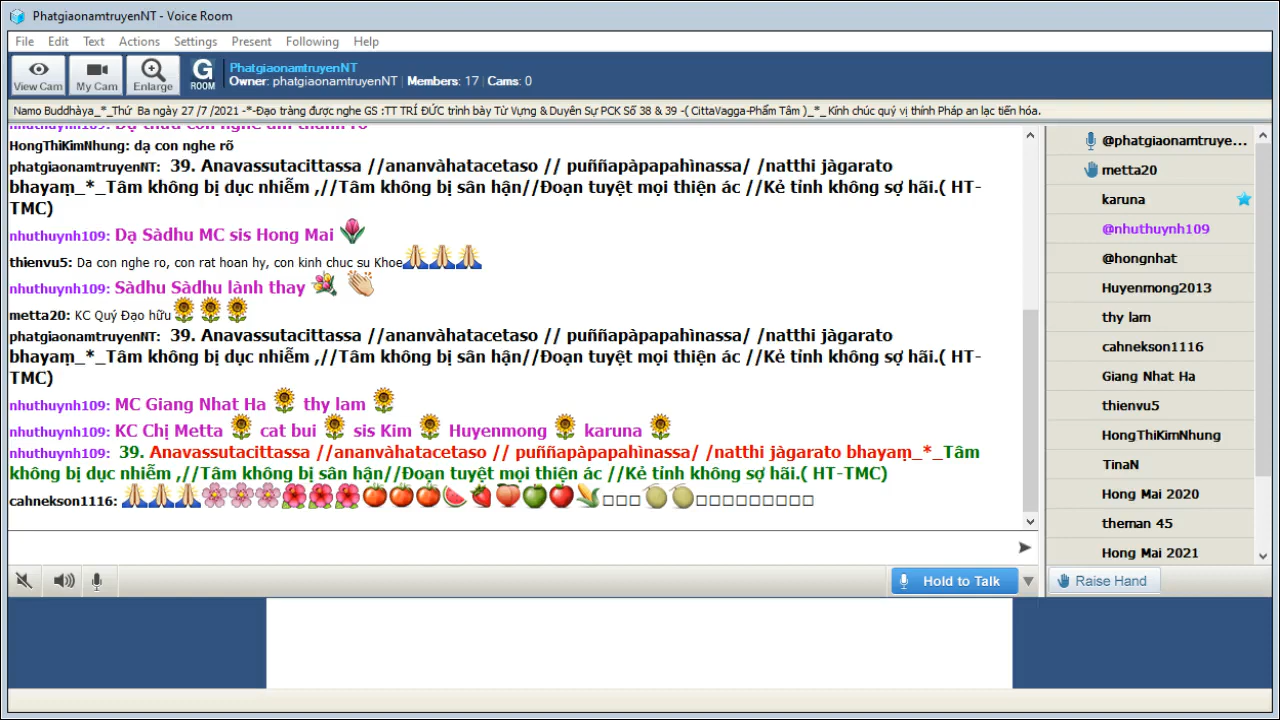 PhatgiaonamtruyenNT - Voice Room
File Edit Text Actions Settings Present Following Help
View Cam My Cam Enlarge G ROOM
PhatgiaonamtruyenNT
Owner: phatgiaonamtruyenNT | Members: 17 | Cams: 0
Namo Buddhàya_*_Thứ Ba ngày 27 /7 /2021 -*-Đạo tràng được nghe GS :TT TRÍ ĐỨC trình bày Từ Vựng & Duyên Sự PCK Số 38 & 39 -( CittaVagga-Phẩm Tâm )_*_ Kính chúc quý vị thính Pháp an lạc tiến hóa.
HongThiKimNhung: dạ con nghe rõ
phatgiaonamtruyenNT: 39. Anavassutacittassa //ananvàhatacetaso // puññapàpapahìnassa/ /natthi jàgarato
bhayaṃ_*_Tâm không bị dục nhiễm ,//Tâm không bị sân hận//Đoạn tuyệt mọi thiện ác //Kẻ tỉnh không sợ hãi.( HT-
TMC)
nhuthuynh109: Dạ Sàdhu MC sis Hong Mai
thienvu5: Da con nghe ro, con rat hoan hy, con kinh chuc su Khoe
nhuthuynh109: Sàdhu Sàdhu lành thay
metta20: KC Quý Đạo hữu
phatgiaonamtruyenNT: 39. Anavassutacittassa //ananvàhatacetaso // puññapàpapahìnassa/ /natthi jàgarato
bhayaṃ_*_Tâm không bị dục nhiễm ,//Tâm không bị sân hận//Đoạn tuyệt mọi thiện ác //Kẻ tỉnh không sợ hãi.( HT-
TMC)
nhuthuynh109: MC Giang Nhat Ha 🌻 thy lam 🌻
nhuthuynh109: KC Chị Metta 🌻 cat bui 🌻 sis Kim 🌻 Huyenmong 🌻 karuna 🌻
nhuthuynh109: 39. Anavassutacittassa //ananvàhatacetaso // puññapàpapahìnassa/ /natthi jàgarato bhayaṃ_*_Tâm
không bị dục nhiễm ,//Tâm không bị sân hận//Đoạn tuyệt mọi thiện ác //Kẻ tỉnh không sợ hãi.( HT-TMC)
cahnekson1116:
Hold to Talk
@phatgiaonamtruye...
metta20
karuna
@nhuthuynh109
@hongnhat
Huyenmong2013
thy lam
cahnekson1116
Giang Nhat Ha
thienvu5
HongThiKimNhung
TinaN
Hong Mai 2020
theman 45
Hong Mai 2021
Raise Hand